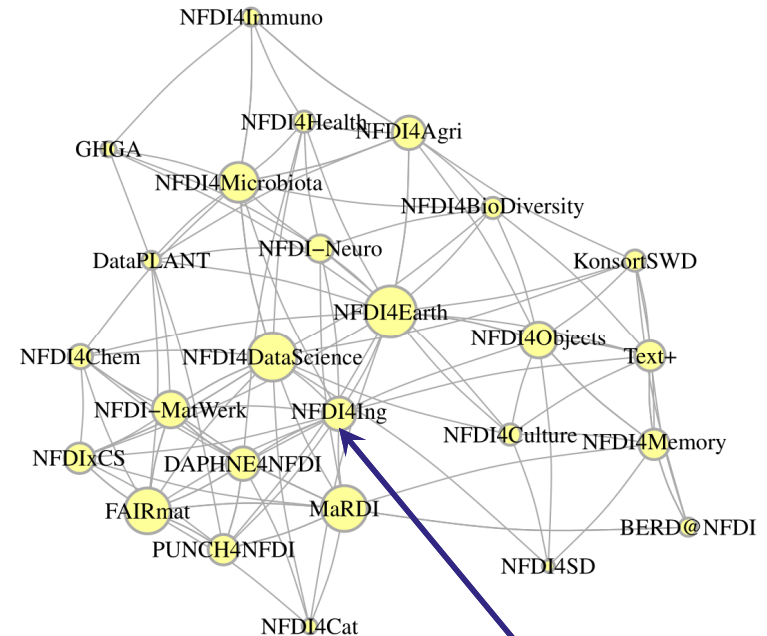 NFDI4Immuno
NFDI4Health
NFDI4Agri
GHGA
NFDI4Microbiota
NFDI4BioDiversity
NFDI–Neuro
DataPLANT
KonsortSWD
NFDI4Earth
NFDI4Objects
NFDI4Chem
NFDI4DataScience
Text+
NFDI–MatWerk
NFDI4Ing
NFDI4Culture
NFDI4Memory
NFDIxCS
DAPHNE4NFDI
FAIRmat
MaRDI
BERD@NFDI
PUNCH4NFDI
NFDI4SD
NFDI4Cat